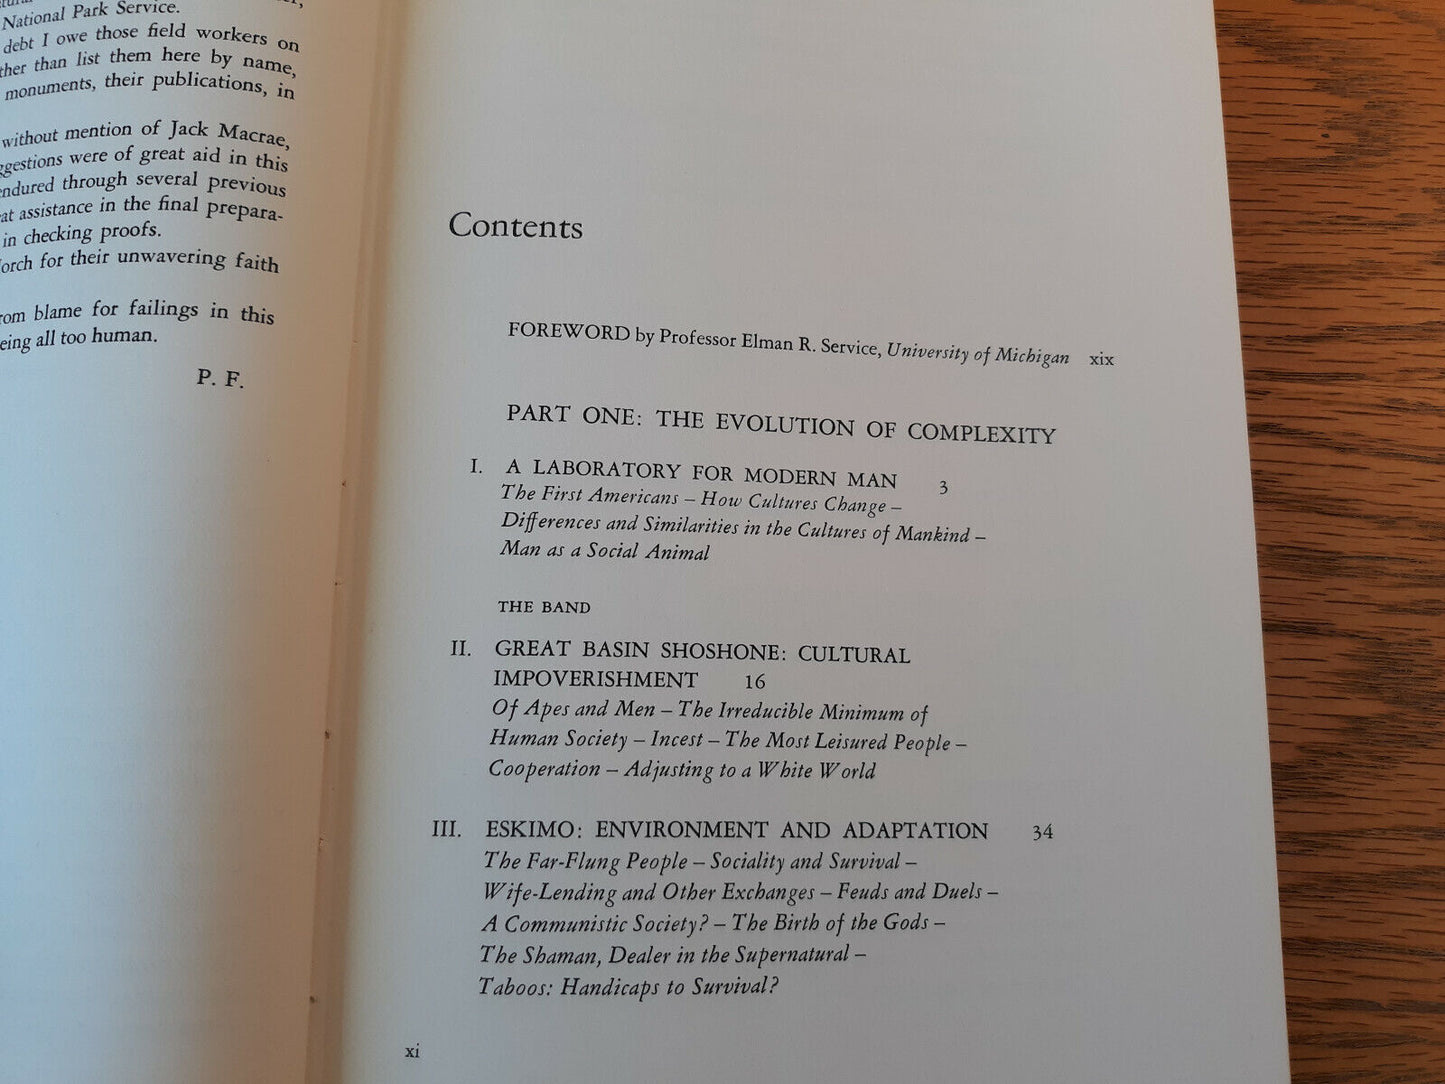 National Park Service.
debt I owe those field workers on
than list them here by name,
monuments, their publications, in
without mention of Jack Macrae,
were of great aid in this
through several previous
assistance in the final prepara-
in checking proofs.
for their unwavering faith
blame for failings in this
all too human.
P. F.
Contents
FOREWORD by Professor Elman R. Service, University of Michigan xix
PART ONE: THE EVOLUTION OF COMPLEXITY
I. A LABORATORY FOR MODERN MAN 3
The First Americans – How Cultures Change –
Differences and Similarities in the Cultures of Mankind –
Man as a Social Animal
THE BAND
II. GREAT BASIN SHOSHONE: CULTURAL
IMPOVERISHMENT 16
Of Apes and Men – The Irreducible Minimum of
Human Society – Incest – The Most Leisured People –
Cooperation – Adjusting to a White World
III. ESKIMO: ENVIRONMENT AND ADAPTATION 34
The Far-Flung People – Sociality and Survival –
Wife-Lending and Other Exchanges – Feuds and Duels –
A Communistic Society? – The Birth of the Gods –
The Shaman, Dealer in the Supernatural –
Taboos: Handicaps to Survival?
xi